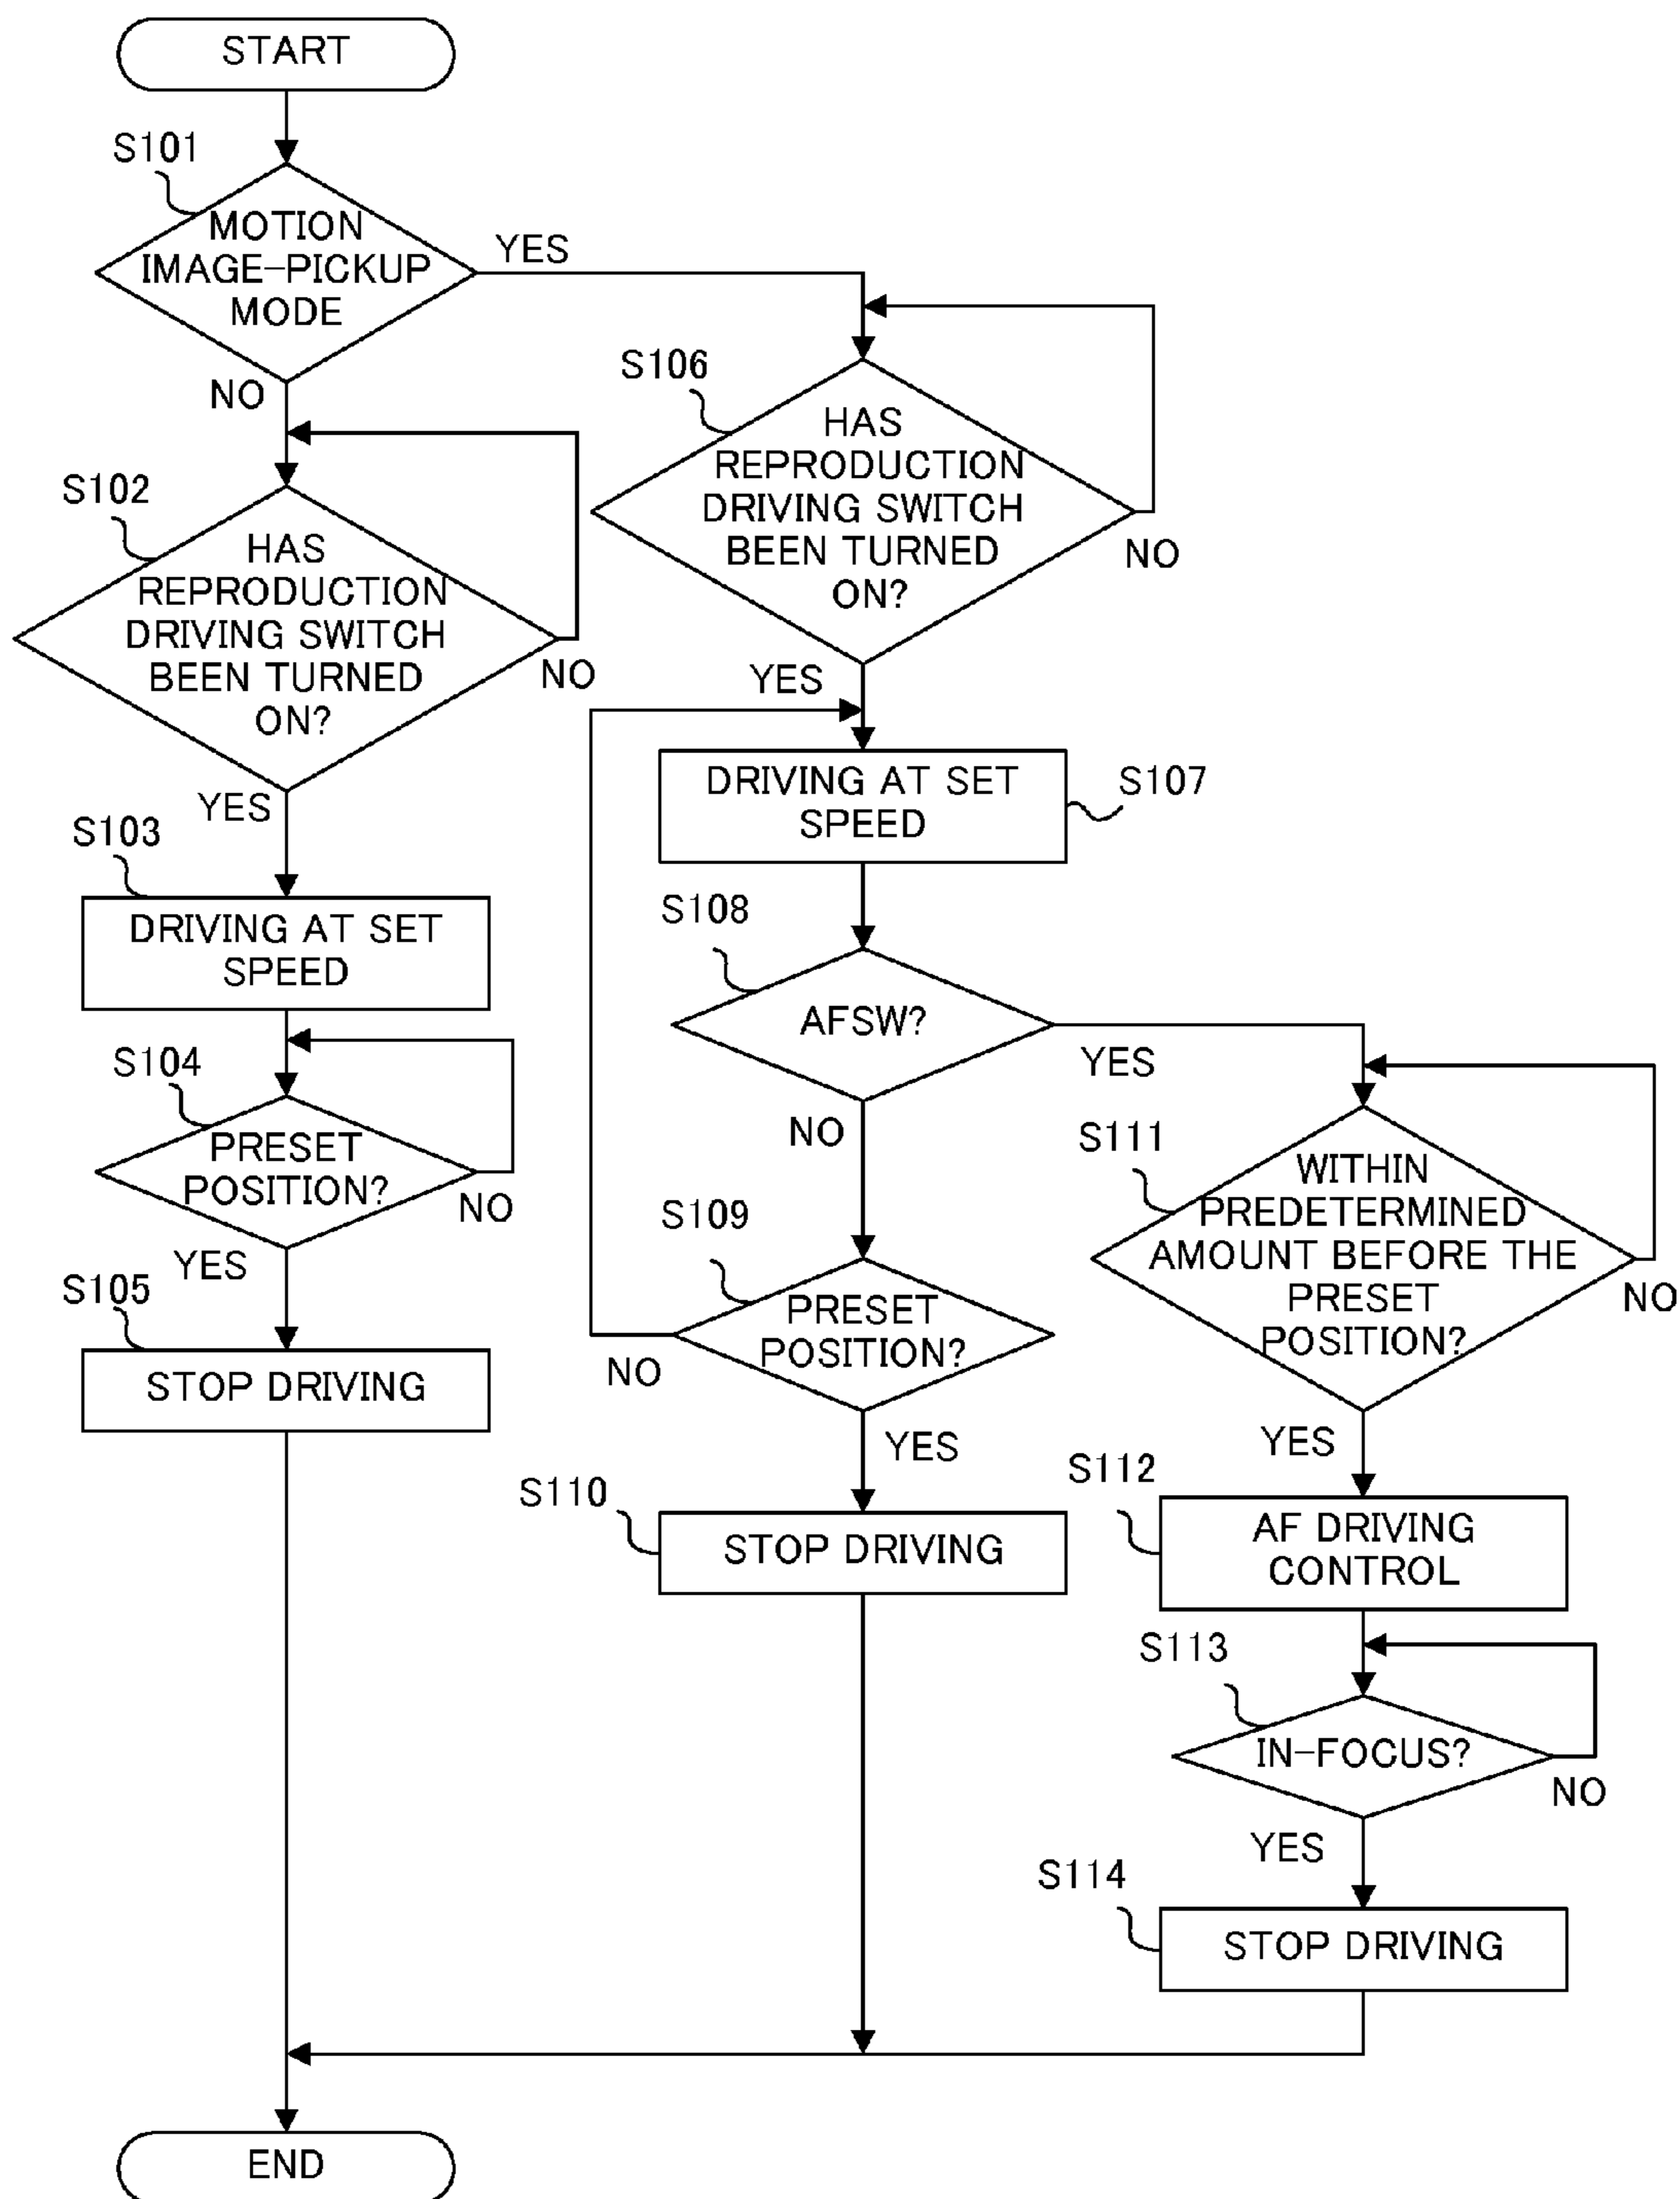 START
S101
MOTION
IMAGE-PICKUP
MODE
YES
NO
S102
HAS
REPRODUCTION
DRIVING SWITCH
BEEN TURNED
ON?
NO
YES
S103
DRIVING AT SET
SPEED
S104
PRESET
POSITION?
NO
YES
S105
STOP DRIVING
S106
HAS
REPRODUCTION
DRIVING SWITCH
BEEN TURNED
ON?
NO
YES
DRIVING AT SET
SPEED
S107
S108
AFSW?
YES
NO
S109
PRESET
POSITION?
NO
YES
S110
STOP DRIVING
S111
WITHIN
PREDETERMINED
AMOUNT BEFORE THE
PRESET
POSITION?
NO
YES
S112
AF DRIVING
CONTROL
S113
IN-FOCUS?
NO
YES
S114
STOP DRIVING
END